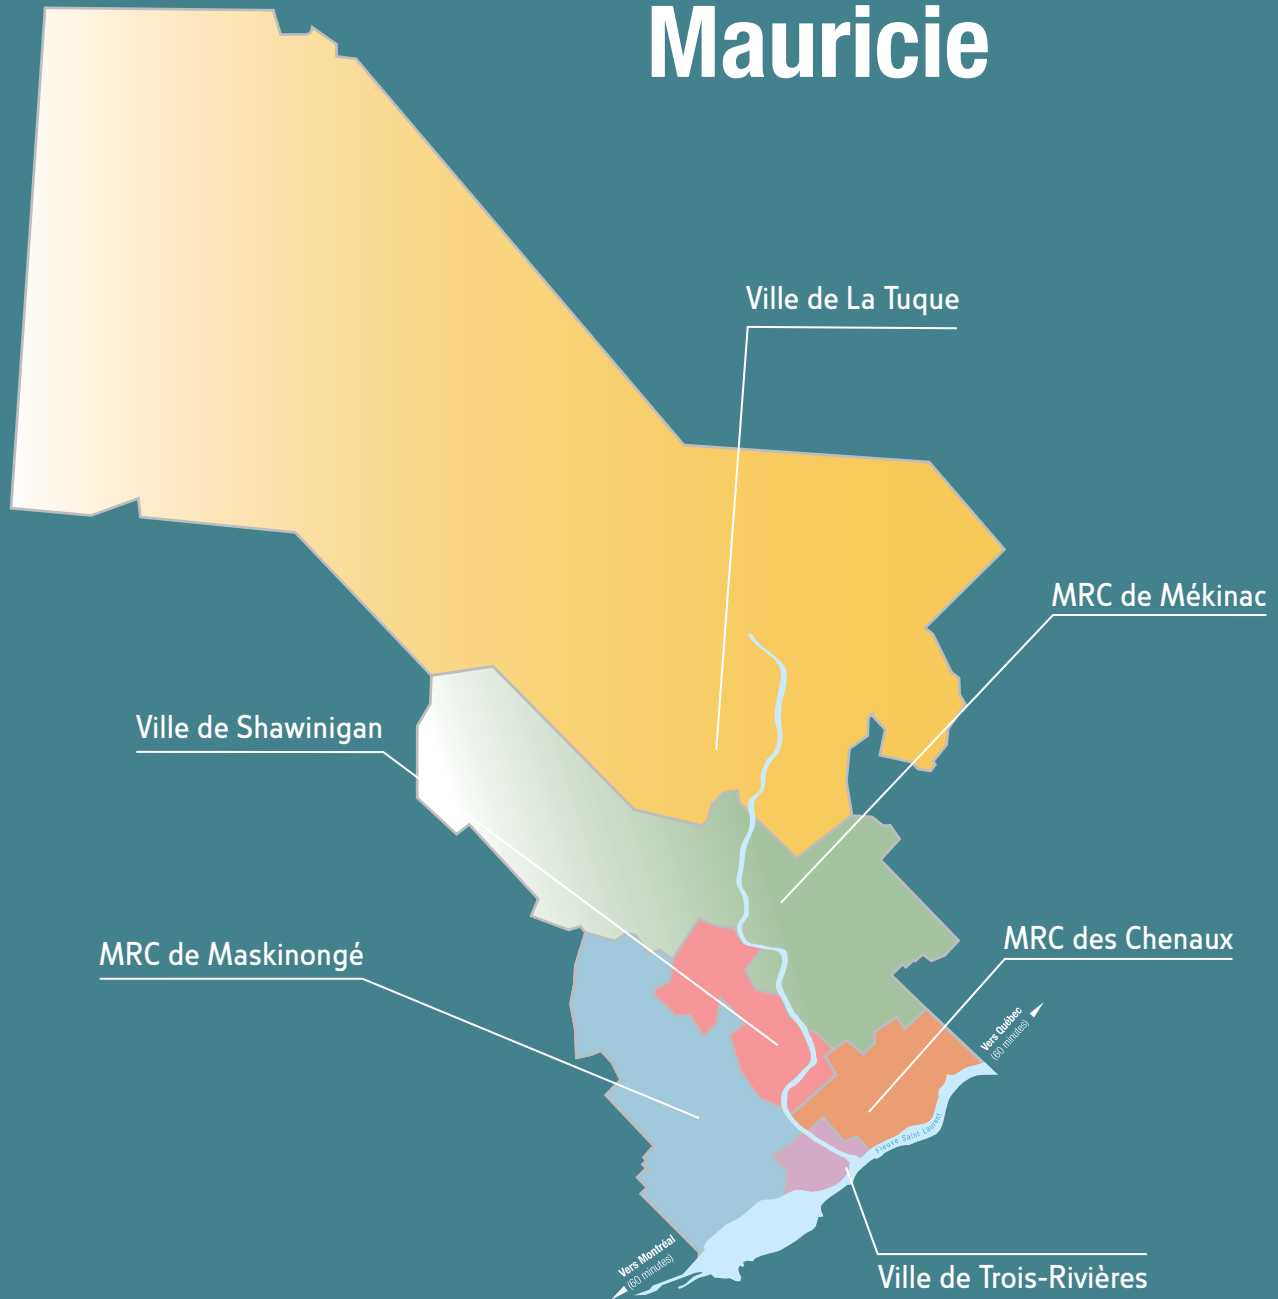 Mauricie
Ville de La Tuque
MRC de Mékinac
Ville de Shawinigan
MRC des Chenaux
MRC de Maskinongé
Vers Québec
(60 minutes)
Fleuve Saint Laurent
Vers Montréal
(60 minutes)
Ville de Trois-Rivières